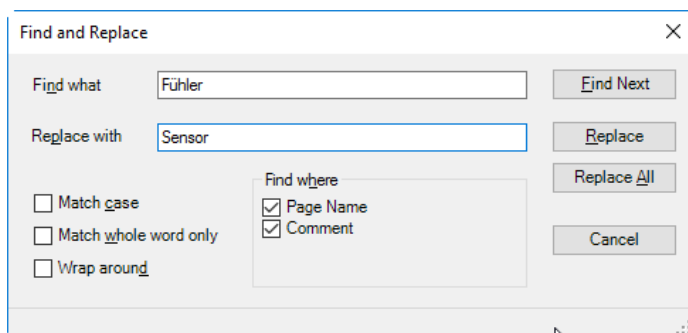 Find and Replace
Find what
Fühler
Find Next
Replace with
Sensor
Replace
Replace All
Find where
Match case
Page Name
Match whole word only
Comment
Cancel
Wrap around